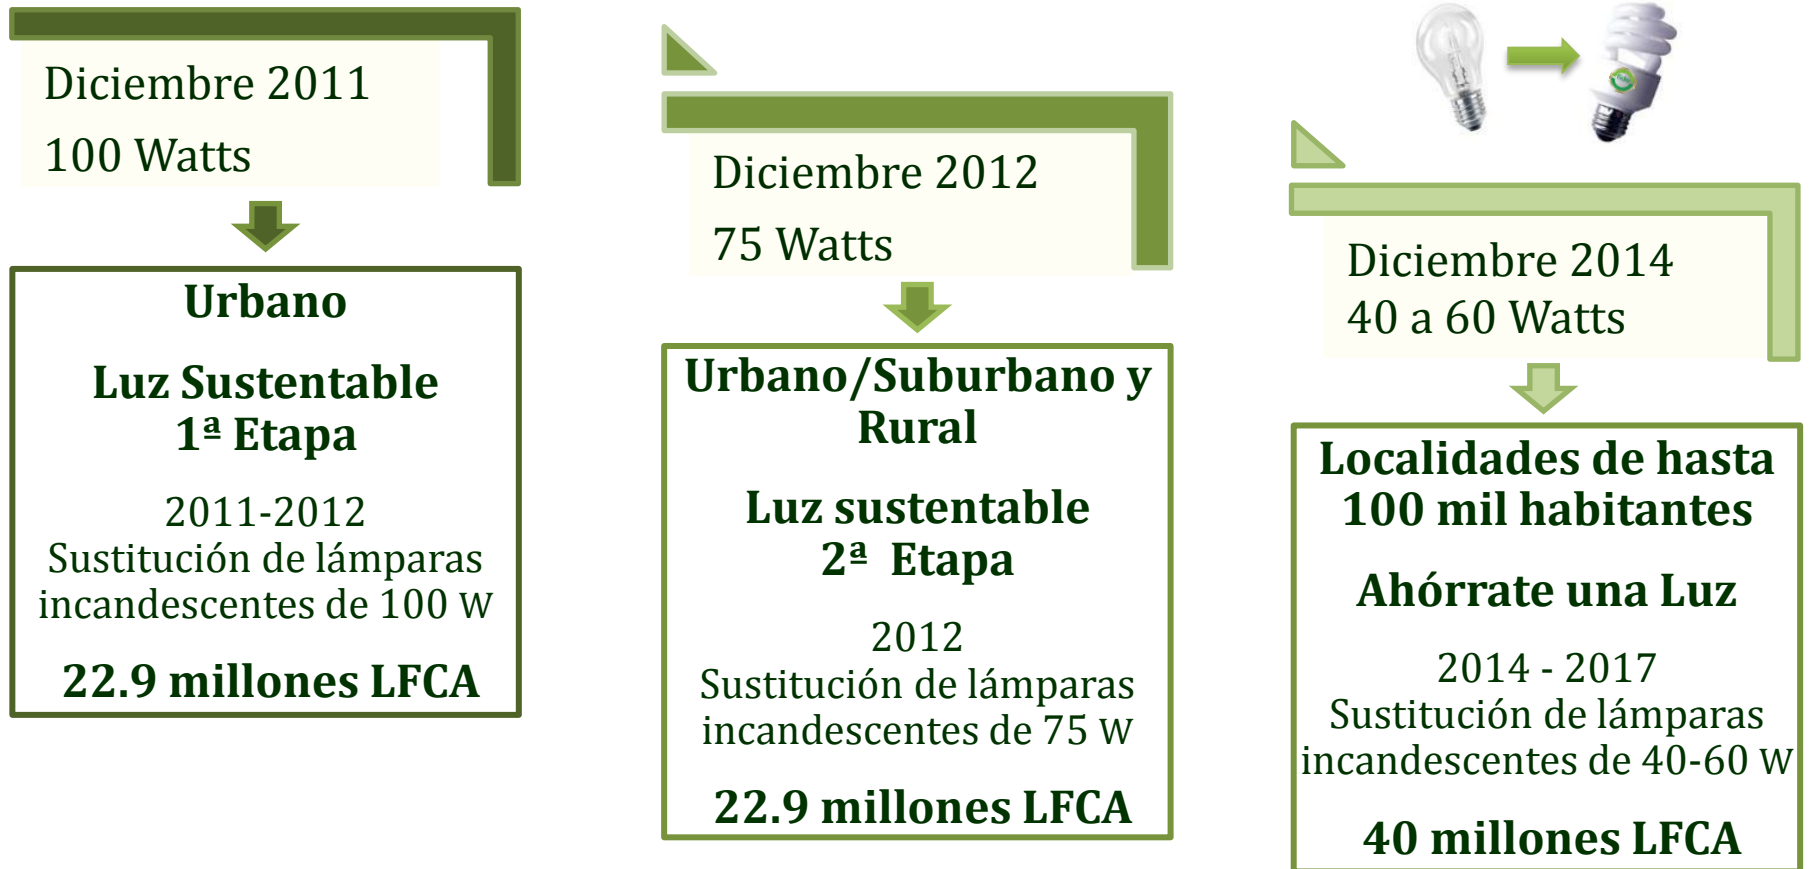 Diciembre 2011
100 Watts
Urbano
Luz Sustentable
1ª Etapa
2011-2012
Sustitución de lámparas
incandescentes de 100 W
22.9 millones LFCA
Diciembre 2012
75 Watts
Urbano/Suburbano y
Rural
Luz sustentable
2ª Etapa
2012
Sustitución de lámparas
incandescentes de 75 W
22.9 millones LFCA
Diciembre 2014
40 a 60 Watts
Localidades de hasta
100 mil habitantes
Ahórrate una Luz
2014 - 2017
Sustitución de lámparas
incandescentes de 40-60 W
40 millones LFCA